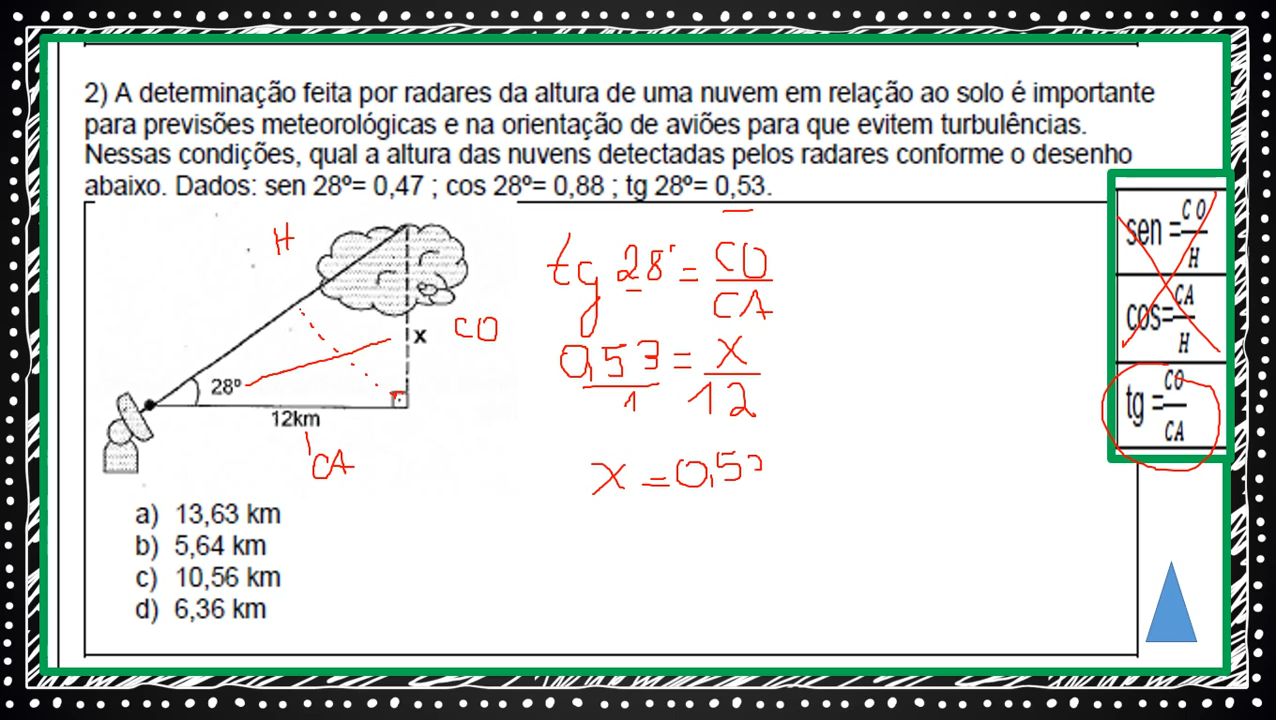 2) A determinação feita por radares da altura de uma nuvem em relação ao solo é importante
para previsões meteorológicas e na orientação de aviões para que evitem turbulências.
Nessas condições, qual a altura das nuvens detectadas pelos radares conforme o desenho
abaixo. Dados: sen 28º= 0,47 ; cos 28º= 0,88 ; tg 28º= 0,53.
H
x
CO
28º
12km
CA
tg 28° = CO/CA
0,53/1 = x/12
x = 0,53
sen = CO/H
cos= CA/H
tg = CO/CA
a) 13,63 km
b) 5,64 km
c) 10,56 km
d) 6,36 km